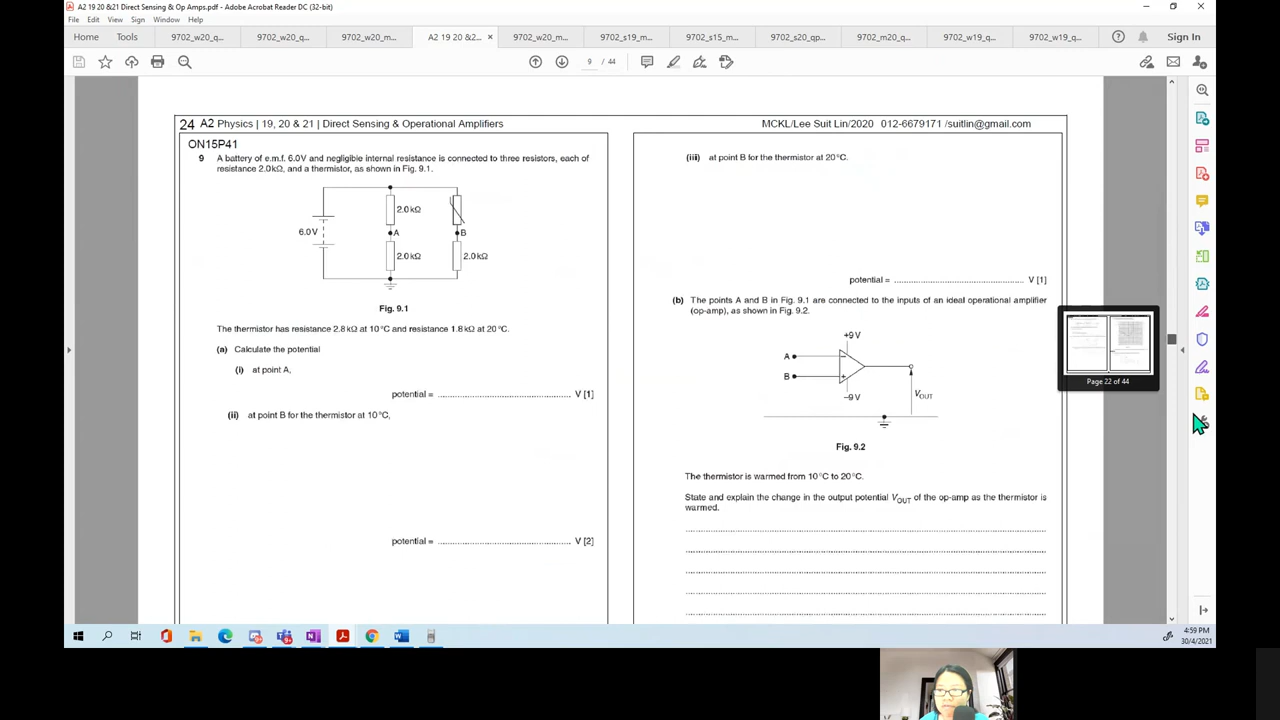 A2 19 20 &21 Direct Sensing & Op Amps.pdf - Adobe Acrobat Reader DC (32-bit)
File Edit View Sign Window Help
Home Tools 9702_w20_q... 9702_w20_q... 9702_w20_m... A2 19 20 &2... × 9702_w20_m... 9702_s19_m... 9702_s15_m... 9702_s20_qp... 9702_m20_q... 9702_w19_q... 9702_w19_q... Sign In
9 / 44
24 A2 Physics | 19, 20 & 21 | Direct Sensing & Operational Amplifiers
MCKL/Lee Suit Lin/2020 012-6679171 /suitlin@gmail.com
ON15P41
9 A battery of e.m.f. 6.0V and negligible internal resistance is connected to three resistors, each of
resistance 2.0kΩ, and a thermistor, as shown in Fig. 9.1.
2.0kΩ
6.0V
A
B
2.0kΩ
2.0kΩ
Fig. 9.1
The thermistor has resistance 2.8kΩ at 10°C and resistance 1.8kΩ at 20°C.
(a) Calculate the potential
(i) at point A,
potential = .................................................. V [1]
(ii) at point B for the thermistor at 10°C,
potential = .................................................. V [2]
(iii) at point B for the thermistor at 20°C.
potential = .................................................. V [1]
(b) The points A and B in Fig. 9.1 are connected to the inputs of an ideal operational amplifier
(op-amp), as shown in Fig. 9.2.
+9V
A
−
B
+
−9V
VOUT
Fig. 9.2
The thermistor is warmed from 10°C to 20°C.
State and explain the change in the output potential VOUT of the op-amp as the thermistor is
warmed.
Page 22 of 44
4:59 PM
30/4/2021